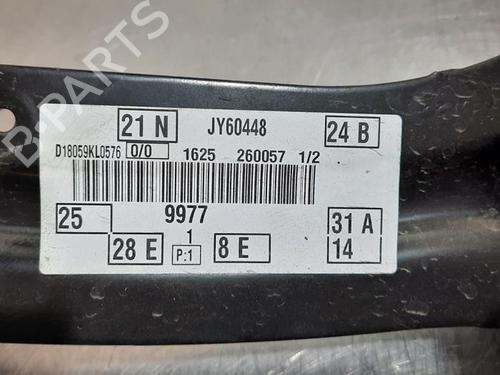 21 N JY60448 24 B
D18059KL0576 0/0 1625 260057 1/2
25 9977 31 A
28 E 1 P:1 8 E 14
B-PARTS